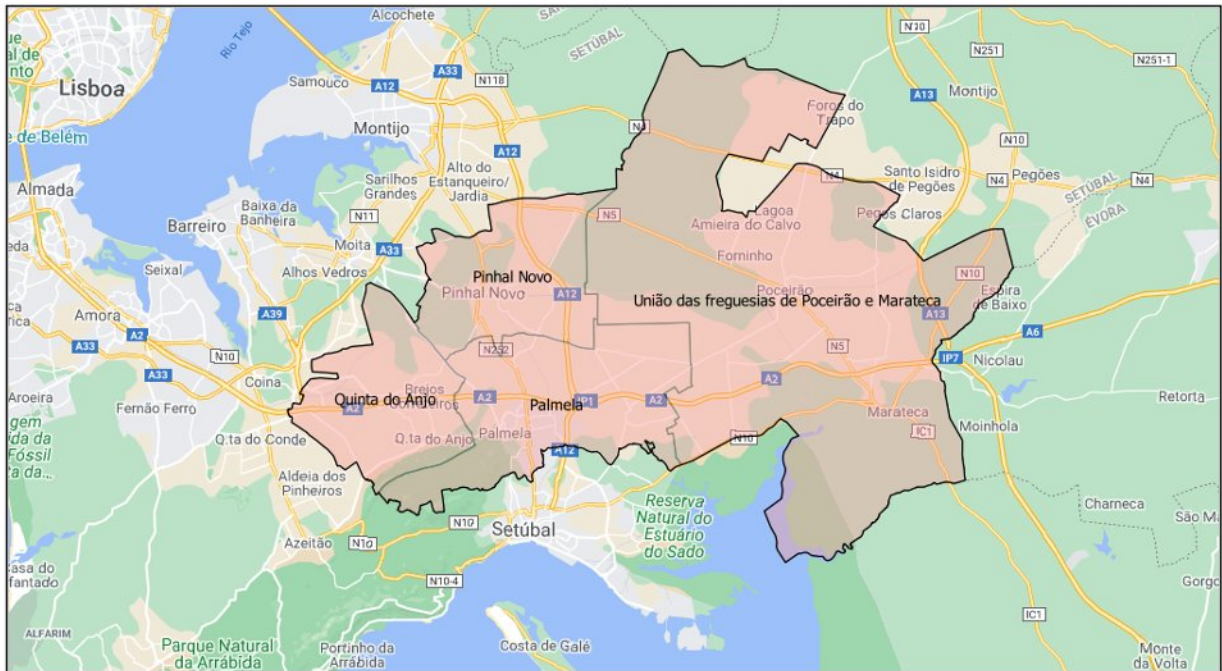 Alcochete
Rio Tejo
A33
N118
A12
Samouco
Lisboa
Montijo
SETÚBAL
N10
N251
N251-1
A13
Montijo
Foros do
Trapo
N4
e de Belém
A12
Alto do
Estanqueiro/
Jardia
Sarilhos
Grandes
Santo Isidro
de Pegões
N4
N10
N4
Pegões
N4
SETÚBAL
ÉVORA
Almada
Baixa da
Banheira
N11
Barreiro
Moita
A33
N5
Lagoa
Amieira do Calvo
Pegos Claros
Forninho
Seixal
Alhos Vedros
Pinhal Novo
Pinhal Novo
A12
Poceirão
União das freguesias de Poceirão e Marateca
N10
Espira
de Baixo
A13
A6
Amora
A2
A39
A33
A33
N10
Coina
N252
N5
IP7
Nicolau
Aroeira
Fernão Ferro
A2
Quinta do Anjo
Brejos
A2
Palmela
IP1
A2
A2
Retorta
Q.ta do Conde
Q.ta do Anjo
Palmela
Marateca
IC1
Moinhola
N10
A12
Aldeia dos
Pinheiros
Reserva
Natural do
Estuário
do Sado
Charneca
Setúbal
N10
N10
Azeitão
N10-4
IC1
ALFARIM
Parque Natural
da Arrábida
Portinho da
Arrábida
Costa de Galé
Monte
da Volta